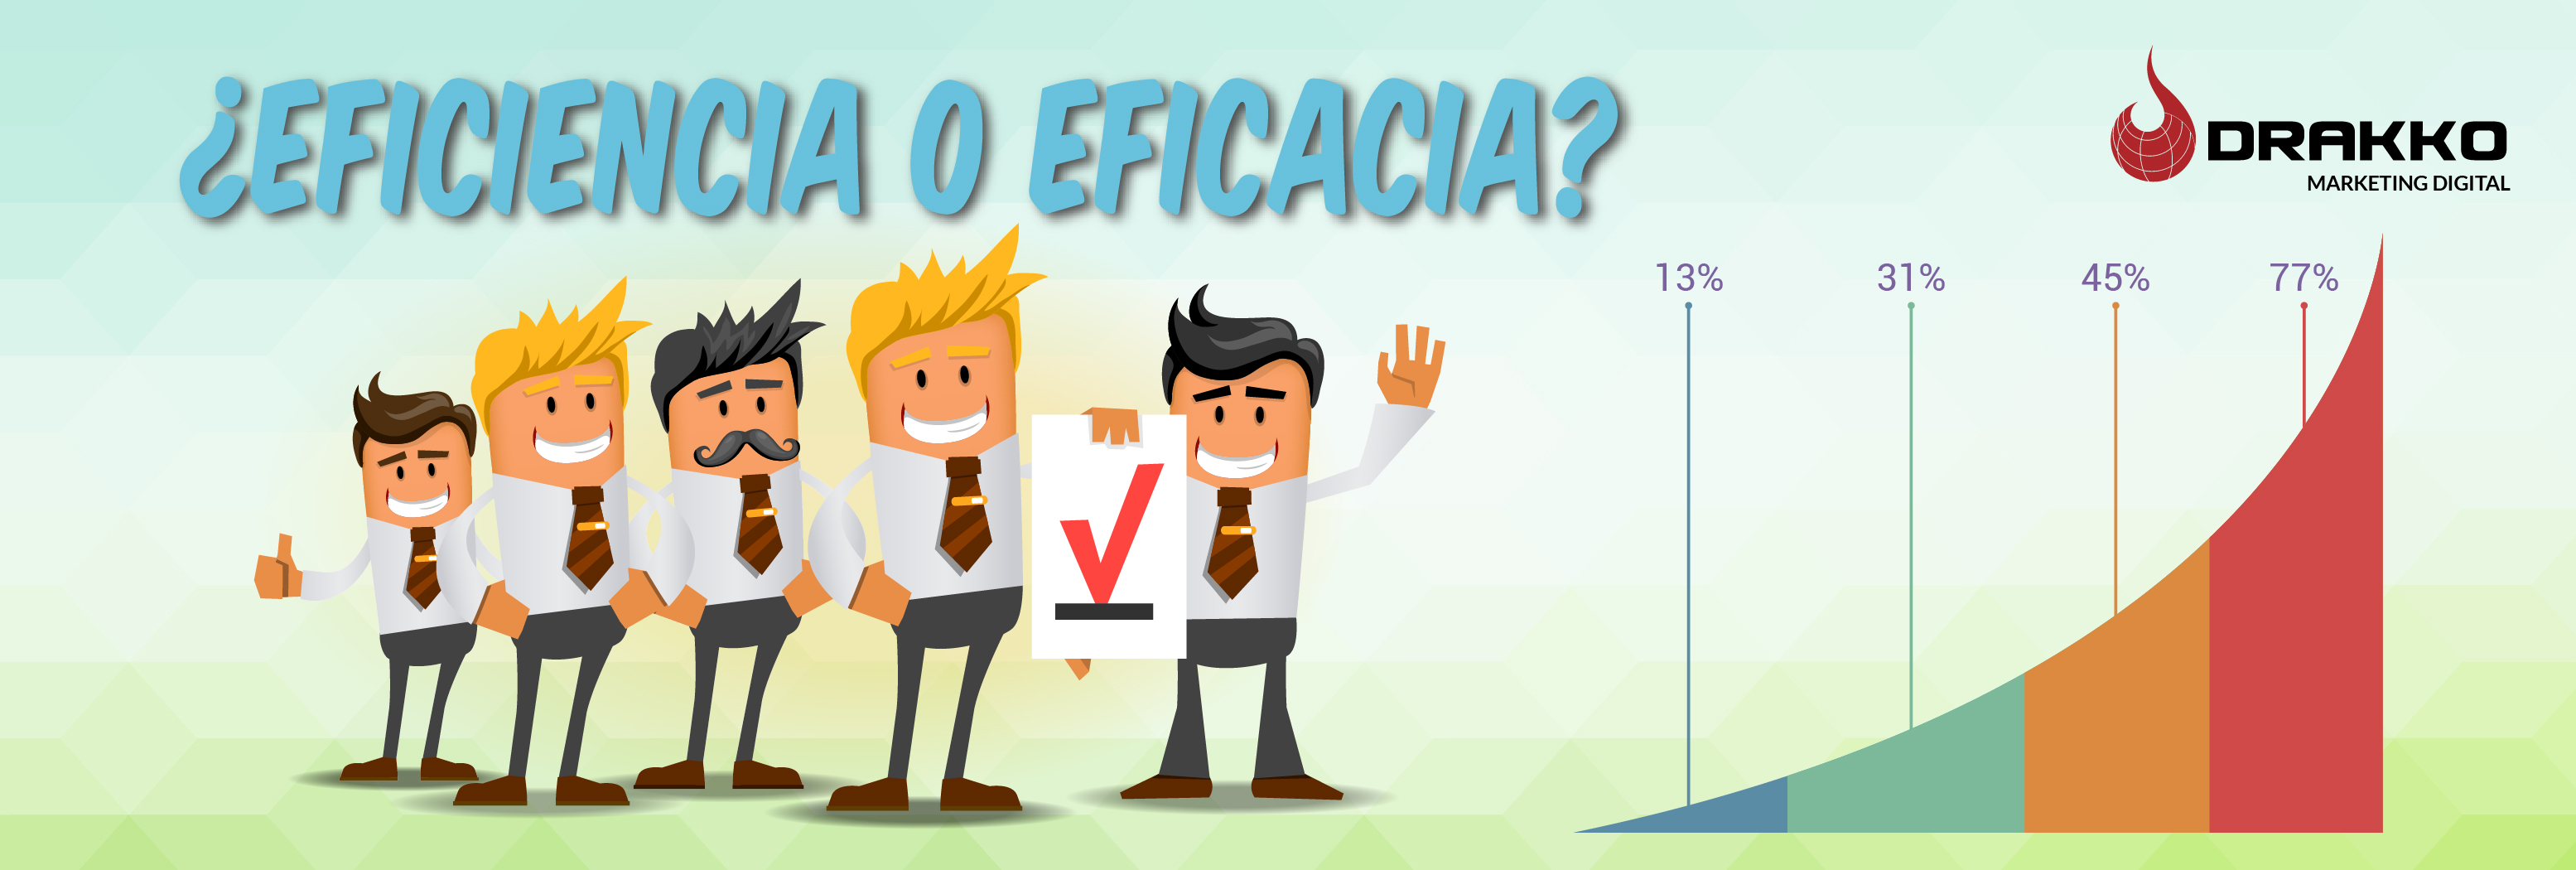 ¿EFICIENCIA O EFICACIA?
DRAKKO
MARKETING DIGITAL
13%
31%
45%
77%